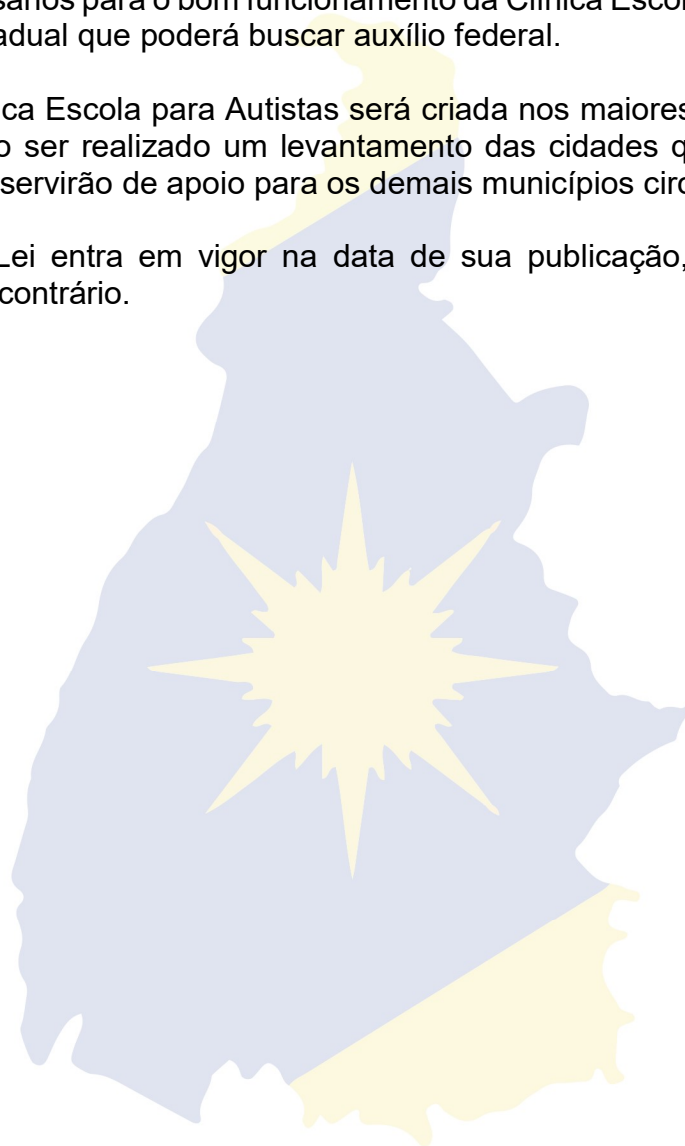 para o bom funcionamento da Clínica Escol
adual que poderá buscar auxílio federal.
ca Escola para Autistas será criada nos maiores
o ser realizado um levantamento das cidades q
servirão de apoio para os demais municípios circ
Lei entra em vigor na data de sua publicação,
contrário.